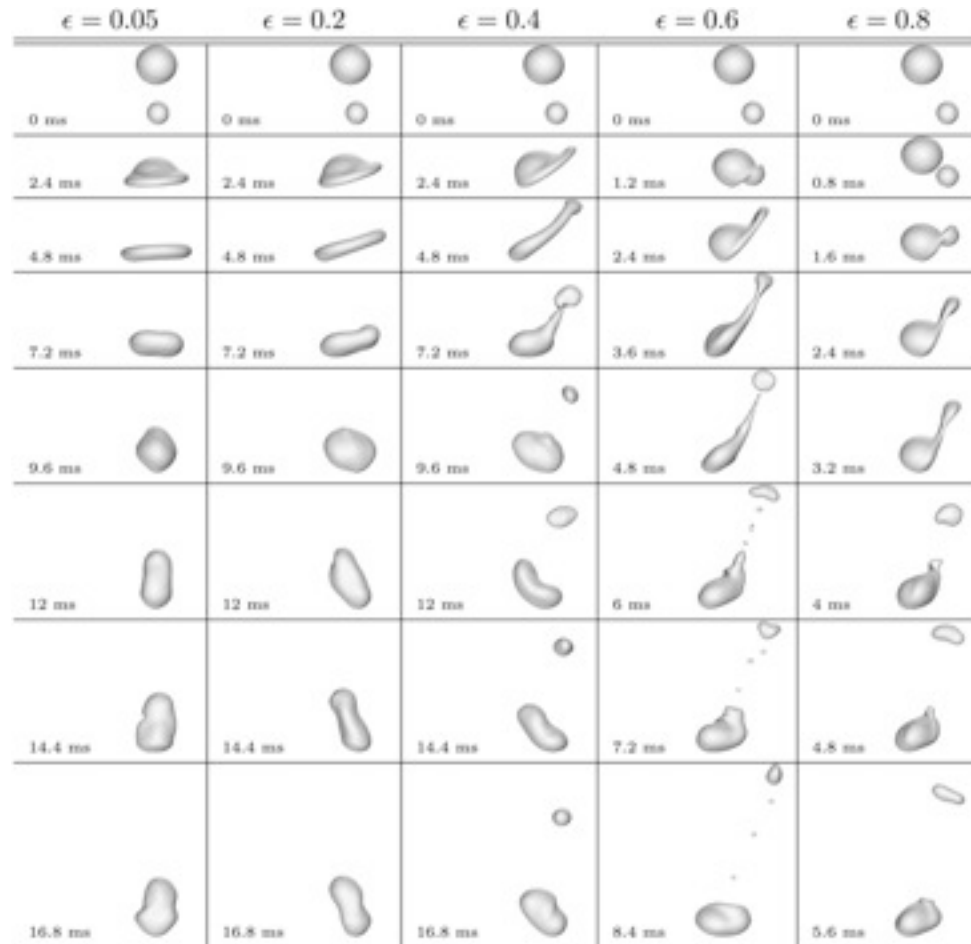 ϵ = 0.05 ϵ = 0.2 ϵ = 0.4 ϵ = 0.6 ϵ = 0.8
0 ms 0 ms 0 ms 0 ms 0 ms
2.4 ms 2.4 ms 2.4 ms 1.2 ms 0.8 ms
4.8 ms 4.8 ms 4.8 ms 2.4 ms 1.6 ms
7.2 ms 7.2 ms 7.2 ms 3.6 ms 2.4 ms
9.6 ms 9.6 ms 9.6 ms 4.8 ms 3.2 ms
12 ms 12 ms 12 ms 6 ms 4 ms
14.4 ms 14.4 ms 14.4 ms 7.2 ms 4.8 ms
16.8 ms 16.8 ms 16.8 ms 8.4 ms 5.6 ms